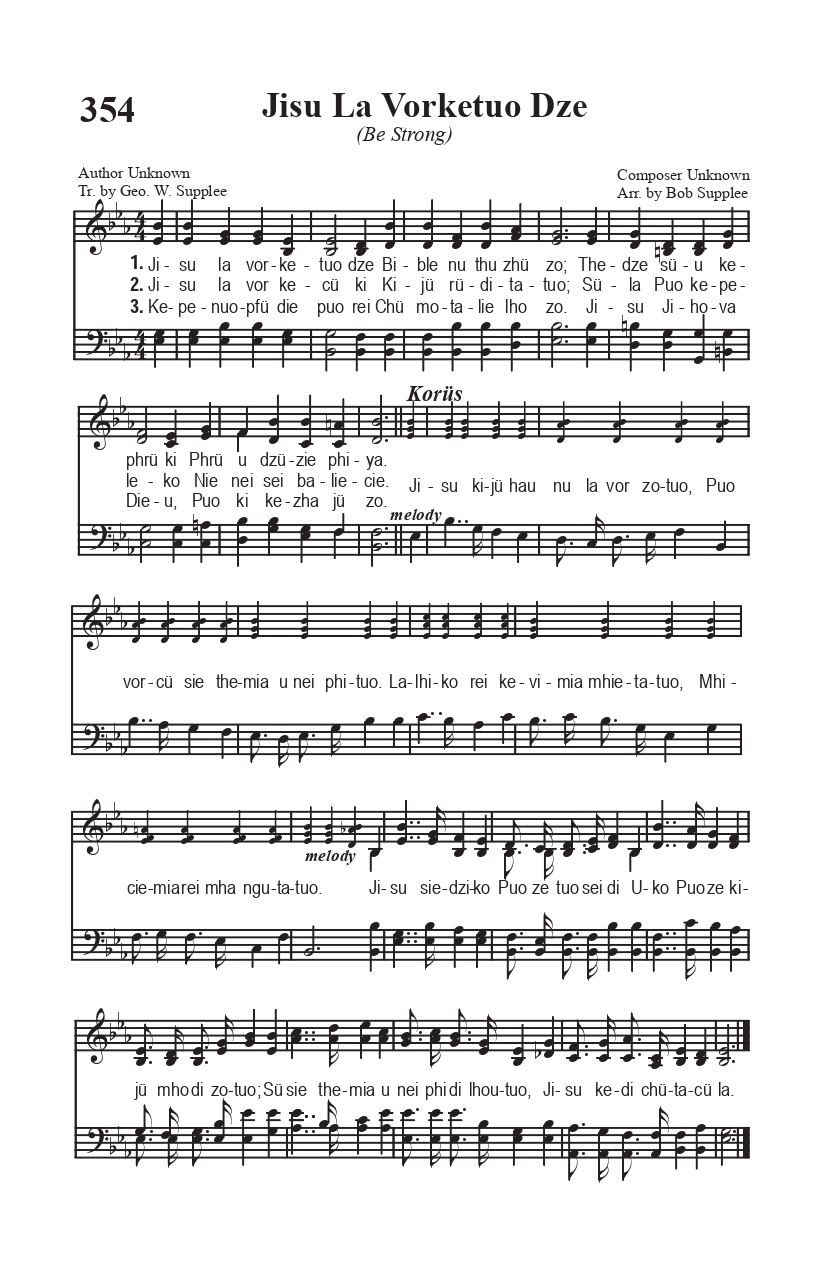 354
Jisu La Vorketuo Dze
(Be Strong)
Author Unknown
Tr. by Geo. W. Supplee
Composer Unknown
Arr. by Bob Supplee
1. Ji- su la vor-ke-tuo dze Bi-ble nu thu zhü zo; The-dze sü-u ke-
2. Ji- su la vor ke-cü ki Ki-jü rü-di-ta-tuo; Sü-la Puo ke-pe-
3. Ke-pe-nuo-pfü die puo rei Chü mo-ta-lie lho zo. Ji-su Ji-ho-va
Korüs
phrü ki Phrü u dzü-zie phi-ya.
le-ko Nie nei sei ba-lie-cie.
Die-u, Puo ki ke-zha jü zo.
Ji-su ki-jü hau nu la vor zo-tuo, Puo
melody
vor-cü sie the-mia u nei phi-tuo. La-lhi-ko rei ke-vi-mia mhie-ta-tuo, Mhi-
melody
cie-mia rei mha ngu-ta-tuo. Ji-su sie-dzi-ko Puo ze tuo sei di U-ko Puo ze ki-
jü mho di zo-tuo; Sü sie the-mia u nei phi di lhou-tuo, Ji-su ke-di chü-ta-cü la.